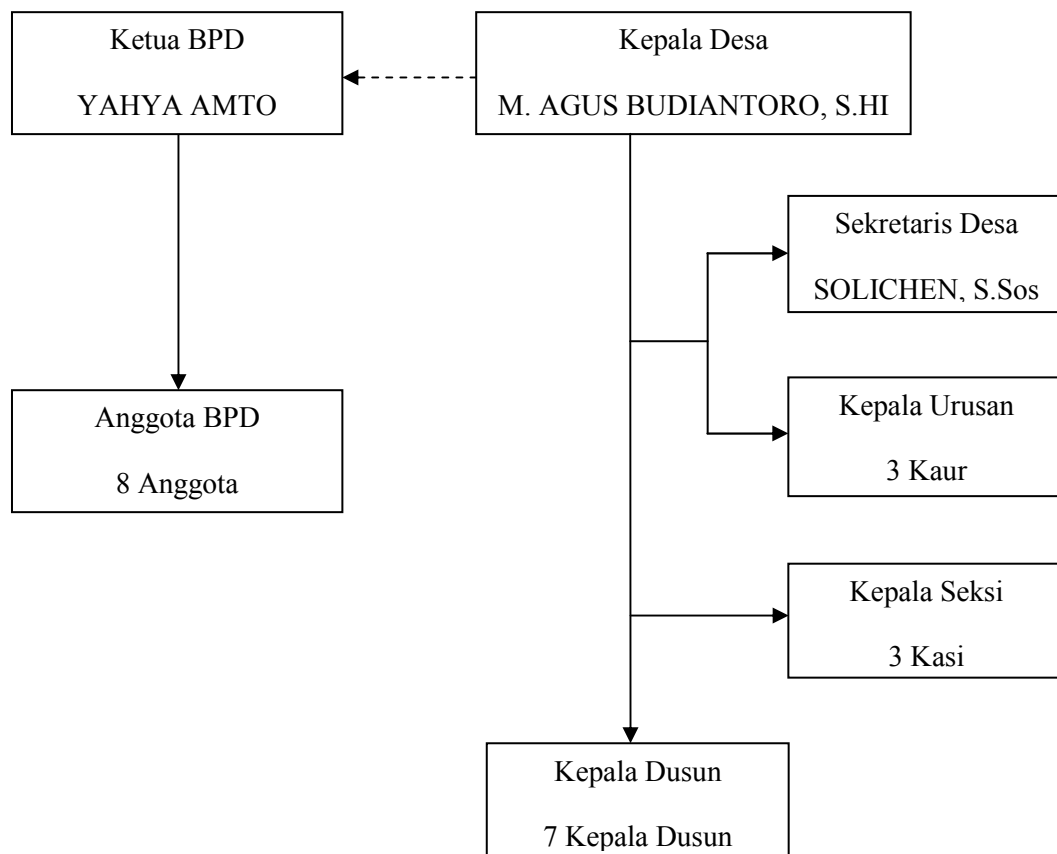 Ketua BPD
YAHYA AMTO
Kepala Desa
M. AGUS BUDIANTORO, S.HI
Sekretaris Desa
SOLICHEN, S.Sos
Kepala Urusan
3 Kaur
Anggota BPD
8 Anggota
Kepala Seksi
3 Kasi
Kepala Dusun
7 Kepala Dusun